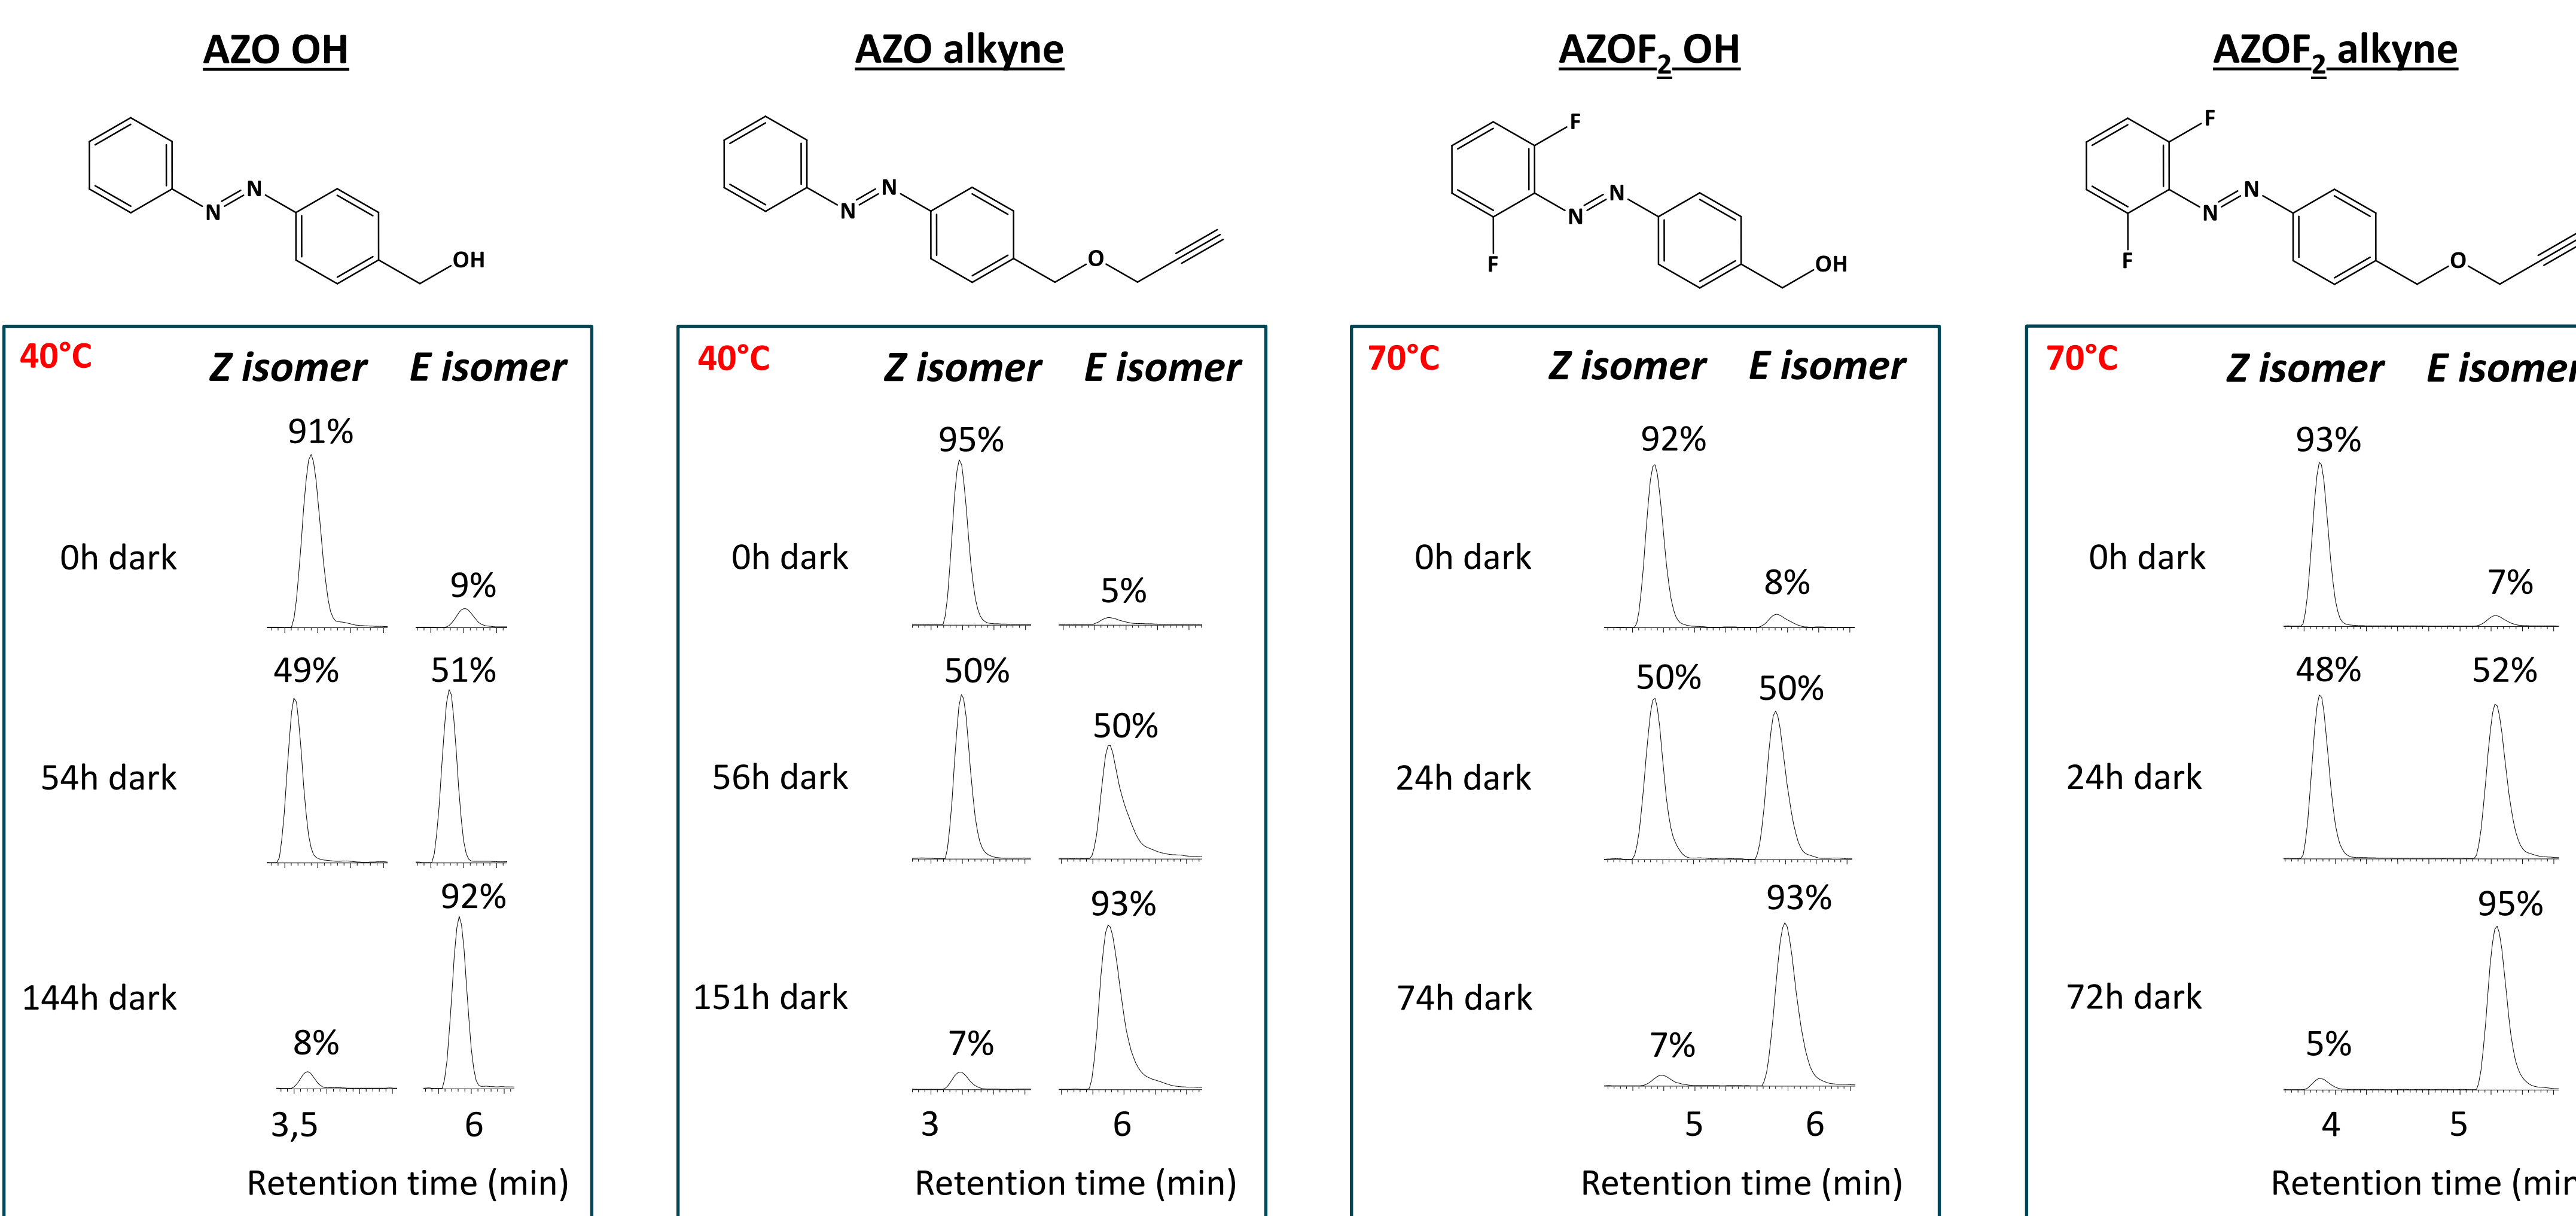 AZO OH
AZO alkyne
AZOF2 OH
AZOF2 alkyne
N
N
OH
N
N
O
F
N
N
F
OH
F
N
N
F
O
40°C
Z isomer E isomer
91%
0h dark
9%
49% 51%
54h dark
92%
144h dark
8%
3,5 6
Retention time (min)
40°C
Z isomer E isomer
95%
0h dark
5%
50%
50%
56h dark
93%
151h dark
7%
3 6
Retention time (min)
70°C
Z isomer E isomer
92%
0h dark
8%
50% 50%
24h dark
93%
74h dark
7%
5 6
Retention time (min)
70°C
Z isomer E isomer
93%
0h dark
7%
48% 52%
24h dark
95%
72h dark
5%
4 5
Retention time (min